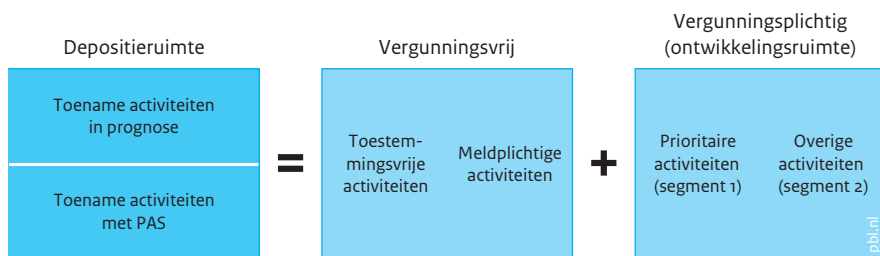 Depositieruimte
Vergunningsvrij
Vergunningsplichtig
(ontwikkelingsruimte)
Toename activiteiten
in prognose
Toename activiteiten
met PAS
=
Toestem-
mingsvrije
activiteiten
Meldplichtige
activiteiten
+
Prioritaire
activiteiten
(segment 1)
Overige
activiteiten
(segment 2)
pbl.nl